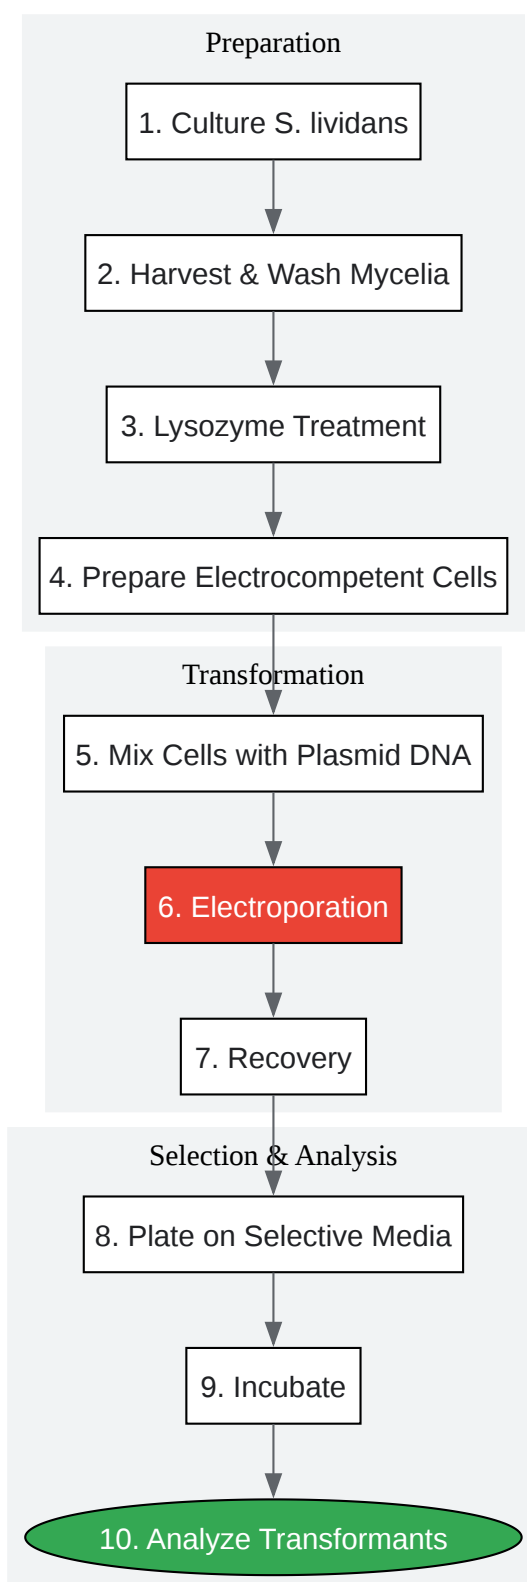 Preparation
1. Culture S. lividans
2. Harvest & Wash Mycelia
3. Lysozyme Treatment
4. Prepare Electrocompetent Cells
Transformation
5. Mix Cells with Plasmid DNA
6. Electroporation
7. Recovery
Selection & Analysis
8. Plate on Selective Media
9. Incubate
10. Analyze Transformants